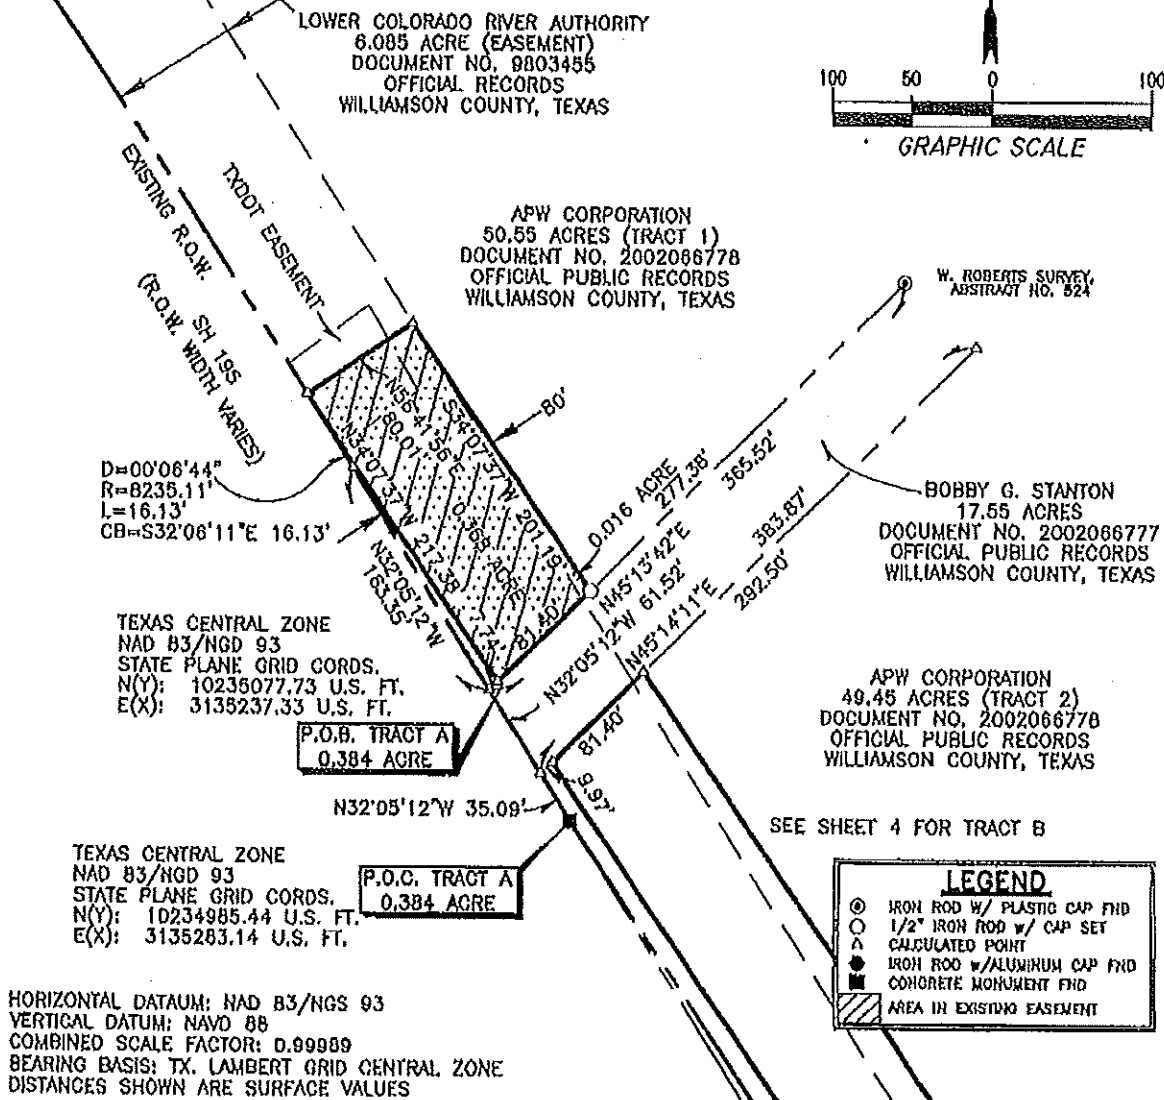 LOWER COLORADO RIVER AUTHORITY
6.085 ACRE (EASEMENT)
DOCUMENT NO. 9803455
OFFICIAL RECORDS
WILLIAMSON COUNTY, TEXAS
100 50 0 100
GRAPHIC SCALE
EXISTING R.O.W.
SH 195
(R.O.W. WIDTH VARIES)
TXDOT EASEMENT
APW CORPORATION
50.55 ACRES (TRACT 1)
DOCUMENT NO. 2002066778
OFFICIAL PUBLIC RECORDS
WILLIAMSON COUNTY, TEXAS
W. ROBERTS SURVEY,
ABSTRACT NO. 524
80'
N56°41'56"E
80.01'
S34°07'37"W 201.19'
N34°07'37"W 217.38'
0.368 ACRE
D=00°06'44"
R=8235.11'
L=16.13'
CB=S32°06'11"E 16.13'
N32°05'12"W
163.35'
81.40'
0.016 ACRE
277.38'
365.52'
N45°13'42"E
N32°05'12"W 61.52'
N45°14'11"E
383.87'
292.50'
BOBBY G. STANTON
17.55 ACRES
DOCUMENT NO. 2002066777
OFFICIAL PUBLIC RECORDS
WILLIAMSON COUNTY, TEXAS
TEXAS CENTRAL ZONE
NAD 83/NGD 93
STATE PLANE GRID CORDS.
N(Y): 10235077.73 U.S. FT.
E(X): 3135237.33 U.S. FT.
P.O.B. TRACT A
0.384 ACRE
81.40'
9.97'
APW CORPORATION
49.45 ACRES (TRACT 2)
DOCUMENT NO. 2002066778
OFFICIAL PUBLIC RECORDS
WILLIAMSON COUNTY, TEXAS
N32°05'12"W 35.09'
SEE SHEET 4 FOR TRACT B
TEXAS CENTRAL ZONE
NAD 83/NGD 93
STATE PLANE GRID CORDS.
N(Y): 10234985.44 U.S. FT.
E(X): 3135283.14 U.S. FT.
P.O.C. TRACT A
0.384 ACRE
LEGEND
IRON ROD W/ PLASTIC CAP FND
1/2" IRON ROD W/ CAP SET
CALCULATED POINT
IRON ROD W/ALUMINUM CAP FND
CONCRETE MONUMENT FND
AREA IN EXISTING EASEMENT
HORIZONTAL DATAUM: NAD 83/NGS 93
VERTICAL DATUM: NAVD 88
COMBINED SCALE FACTOR: 0.99989
BEARING BASIS: TX. LAMBERT GRID CENTRAL ZONE
DISTANCES SHOWN ARE SURFACE VALUES